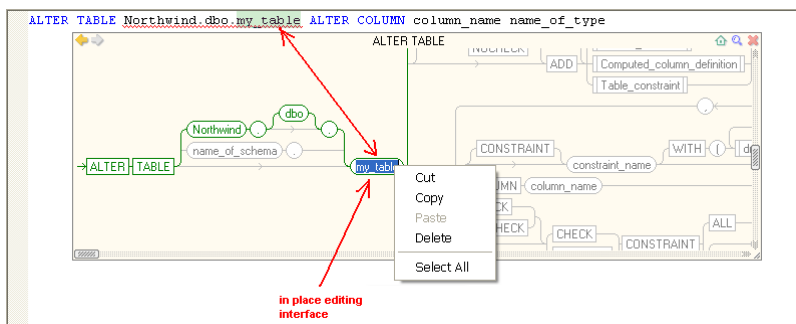 ALTER TABLE Northwind.dbo.my_table ALTER COLUMN column_name name_of_type
ALTER TABLE
NOCHECK
ADD
Computed_column_definition
Table_constraint
,
dbo
Northwind . .
name_of_schema .
CONSTRAINT
constraint_name
WITH (
ALTER TABLE
my_table
column_name
CHECK
ALL
CONSTRAINT
Cut
Copy
Paste
Delete
Select All
in place editing
interface